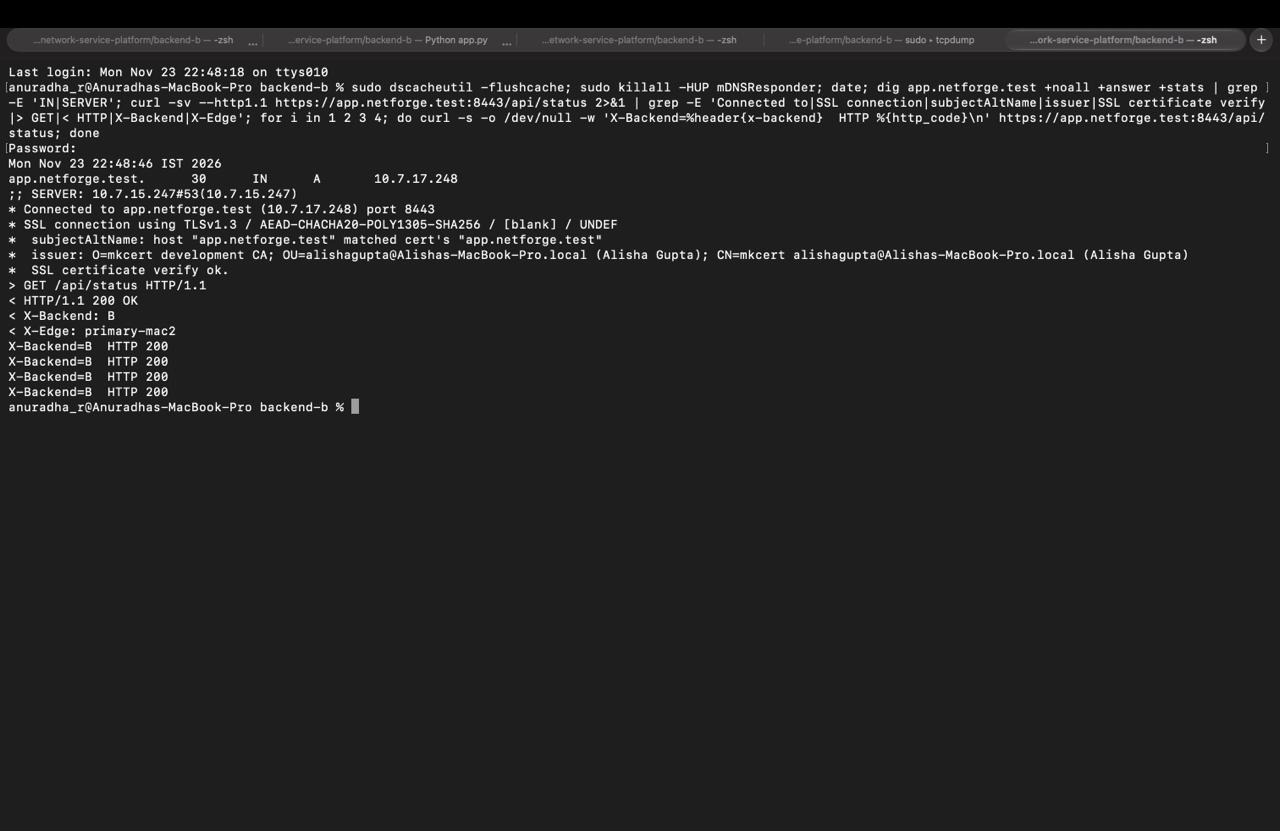 ...network-service-platform/backend-b — -zsh ...
...ervice-platform/backend-b — Python app.py ...
...etwork-service-platform/backend-b — -zsh
...e-platform/backend-b — sudo ▸ tcpdump
...ork-service-platform/backend-b — -zsh
+
Last login: Mon Nov 23 22:48:18 on ttys010
[anuradha_r@Anuradhas-MacBook-Pro backend-b % sudo dscacheutil -flushcache; sudo killall -HUP mDNSResponder; date; dig app.netforge.test +noall +answer +stats | grep ]
-E 'IN|SERVER'; curl -sv --http1.1 https://app.netforge.test:8443/api/status 2>&1 | grep -E 'Connected to|SSL connection|subjectAltName|issuer|SSL certificate verify
|> GET|< HTTP|X-Backend|X-Edge'; for i in 1 2 3 4; do curl -s -o /dev/null -w 'X-Backend=%header{x-backend}  HTTP %{http_code}\n' https://app.netforge.test:8443/api/
status; done
[Password: ]
Mon Nov 23 22:48:46 IST 2026
app.netforge.test.      30      IN      A       10.7.17.248
;; SERVER: 10.7.15.247#53(10.7.15.247)
* Connected to app.netforge.test (10.7.17.248) port 8443
* SSL connection using TLSv1.3 / AEAD-CHACHA20-POLY1305-SHA256 / [blank] / UNDEF
*  subjectAltName: host "app.netforge.test" matched cert's "app.netforge.test"
*  issuer: O=mkcert development CA; OU=alishagupta@Alishas-MacBook-Pro.local (Alisha Gupta); CN=mkcert alishagupta@Alishas-MacBook-Pro.local (Alisha Gupta)
*  SSL certificate verify ok.
> GET /api/status HTTP/1.1
< HTTP/1.1 200 OK
< X-Backend: B
< X-Edge: primary-mac2
X-Backend=B  HTTP 200
X-Backend=B  HTTP 200
X-Backend=B  HTTP 200
X-Backend=B  HTTP 200
anuradha_r@Anuradhas-MacBook-Pro backend-b %